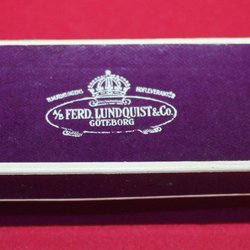 HOFLEVERANTÖR
A/B FERD. LUNDQUIST & Co.
GÖTEBORG